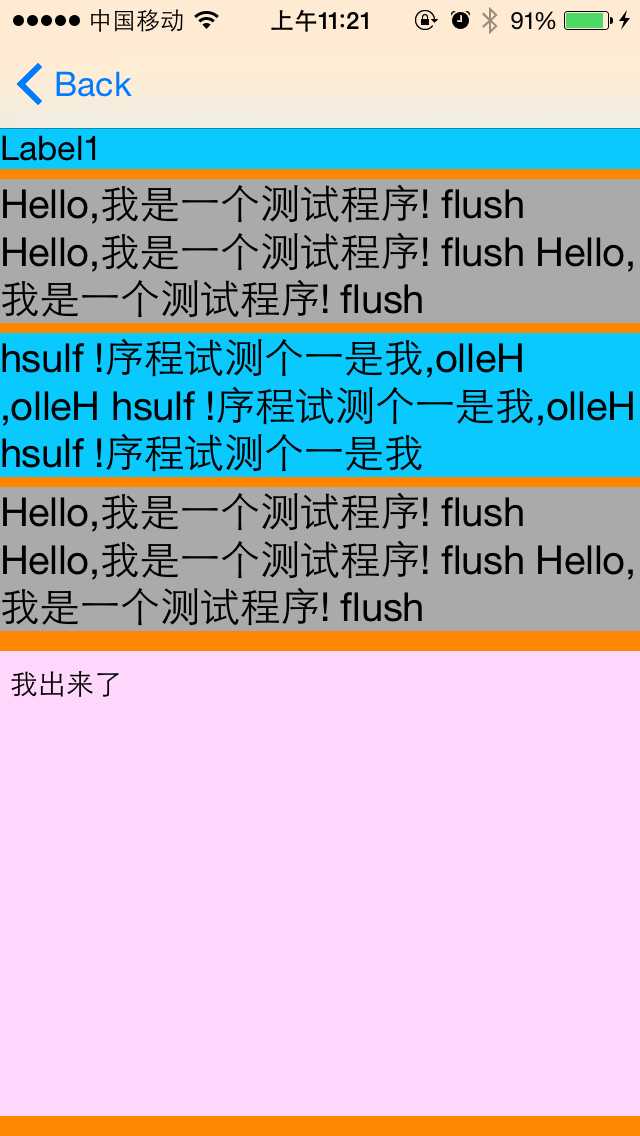 中国移动 上午11:21 91%
Back
Label1
Hello,我是一个测试程序! flush
Hello,我是一个测试程序! flush Hello,
我是一个测试程序! flush
hsulf !序程试测个一是我,olleH
,olleH hsulf !序程试测个一是我,olleH
hsulf !序程试测个一是我
Hello,我是一个测试程序! flush
Hello,我是一个测试程序! flush Hello,
我是一个测试程序! flush
我出来了